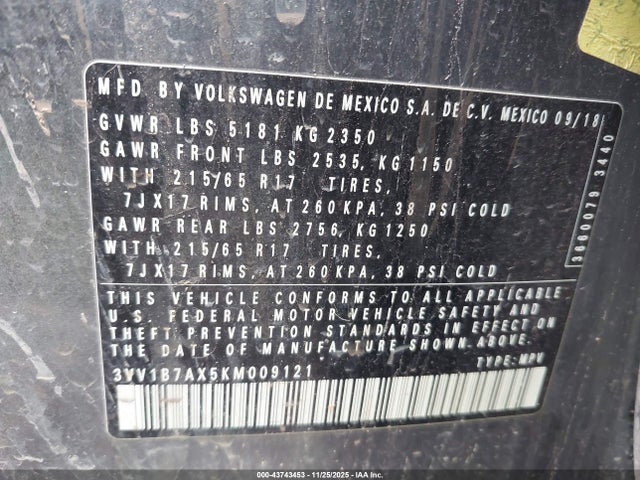 MFD. BY VOLKSWAGEN DE MEXICO S.A. DE C.V. MEXICO 09/18
GVWR LBS 5181 KG 2350
GAWR FRONT LBS 2535, KG 1150
WITH 215/65 R17 TIRES,
7JX17 RIMS, AT 260 KPA, 38 PSI COLD
GAWR REAR LBS 2756, KG 1250
WITH 215/65 R17 TIRES,
7JX17 RIMS, AT 260 KPA, 38 PSI COLD
THIS VEHICLE CONFORMS TO ALL APPLICABLE
U.S. FEDERAL MOTOR VEHICLE SAFETY AND
THEFT PREVENTION STANDARDS IN EFFECT ON
THE DATE OF MANUFACTURE SHOWN ABOVE.
3VV1B7AX5KM009121 TYPE: MPV
3660079 3440
000-43743453 - 11/25/2025 - IAA Inc.